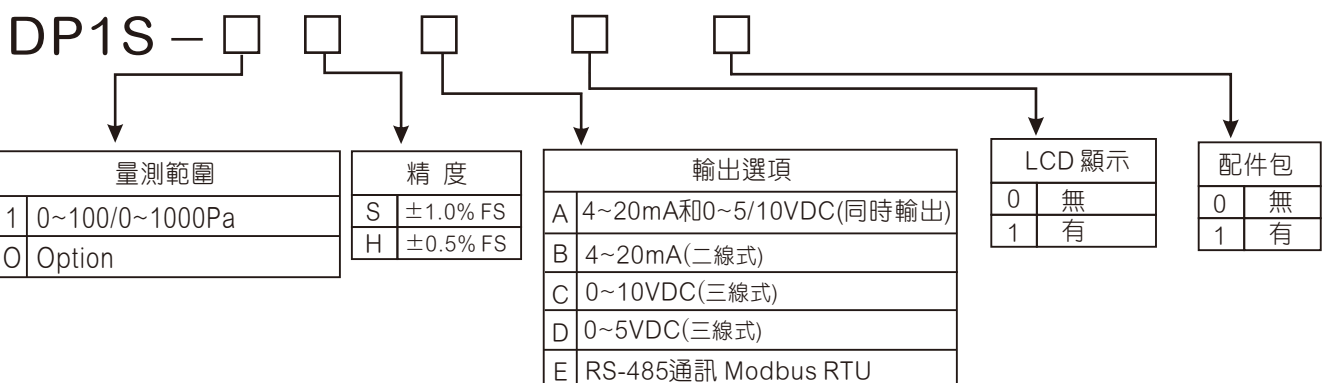 DP1S – □ □ □ □ □
量測範圍
1 0~100/0~1000Pa
O Option
精 度
S ±1.0% FS
H ±0.5% FS
輸出選項
A 4~20mA和0~5/10VDC(同時輸出)
B 4~20mA(二線式)
C 0~10VDC(三線式)
D 0~5VDC(三線式)
E RS-485通訊 Modbus RTU
LCD 顯示
0 無
1 有
配件包
0 無
1 有